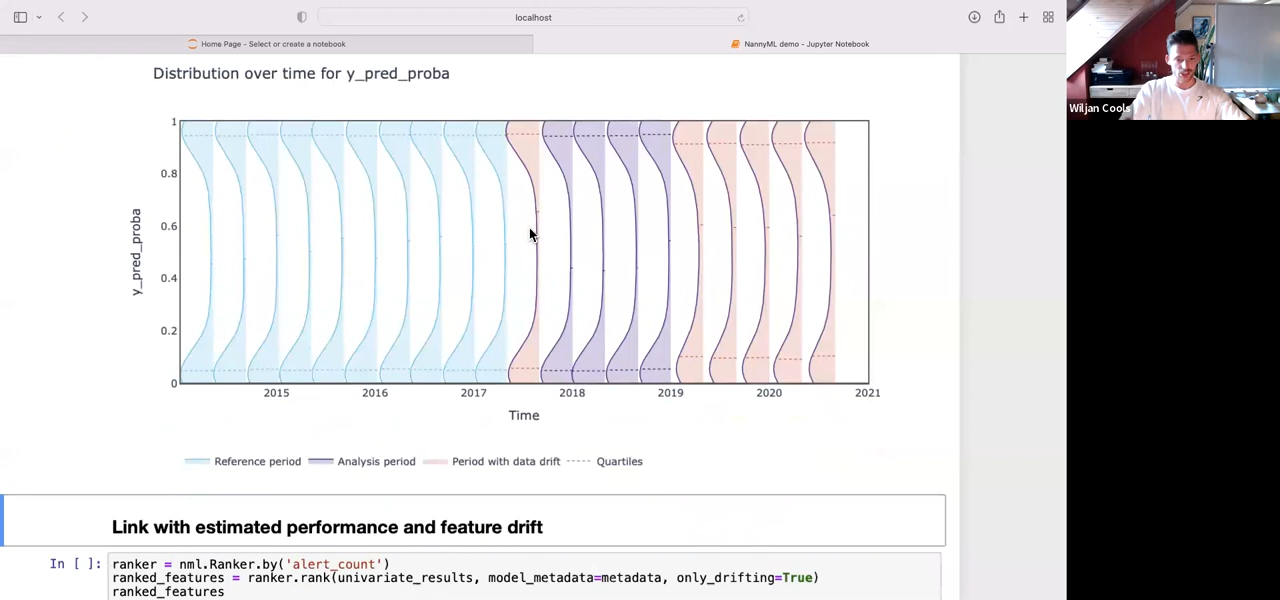 localhost
Home Page - Select or create a notebook
NannyML demo - Jupyter Notebook
Wiljan Cools
Distribution over time for y_pred_proba
1
0.8
0.6
0.4
0.2
0
y_pred_proba
2015 2016 2017 2018 2019 2020 2021
Time
Reference period Analysis period Period with data drift Quartiles
Link with estimated performance and feature drift
In [ ]: ranker = nml.Ranker.by('alert_count')
ranked_features = ranker.rank(univariate_results, model_metadata=metadata, only_drifting=True)
ranked_features